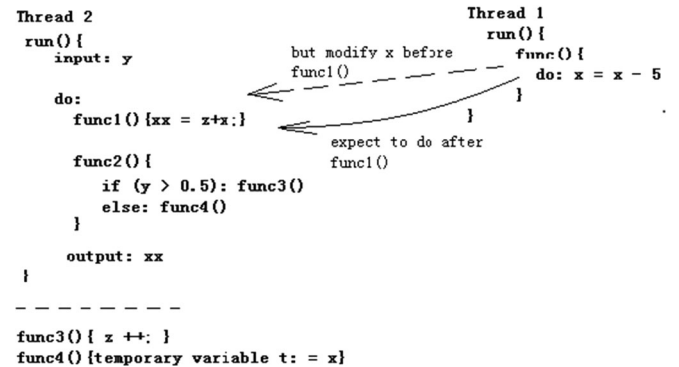 Thread 2
run(){
input: y
do:
func1(){xx = z+x;}
func2(){
if (y > 0.5): func3()
else: func4()
}
output: xx
}
but modify x before
func1()
expect to do after
func1()
Thread 1
run(){
func(){
do: x = x - 5
}
}
func3(){ z ++; }
func4(){temporary variable t: = x}